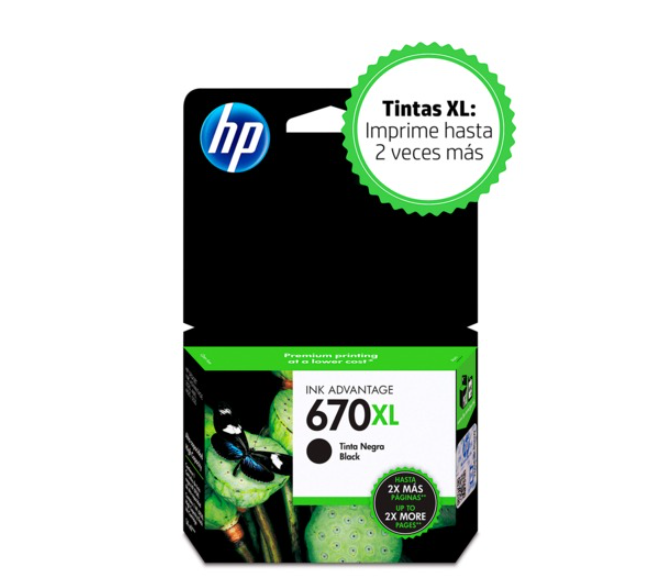 Tintas XL:
Imprime hasta
2 veces más
hp
Premium printing
at a lower cost*
INK ADVANTAGE
670XL
Tinta Negra
Black
HASTA
2X MÁS
PÁGINAS**
UP TO
2X MORE
PAGES**